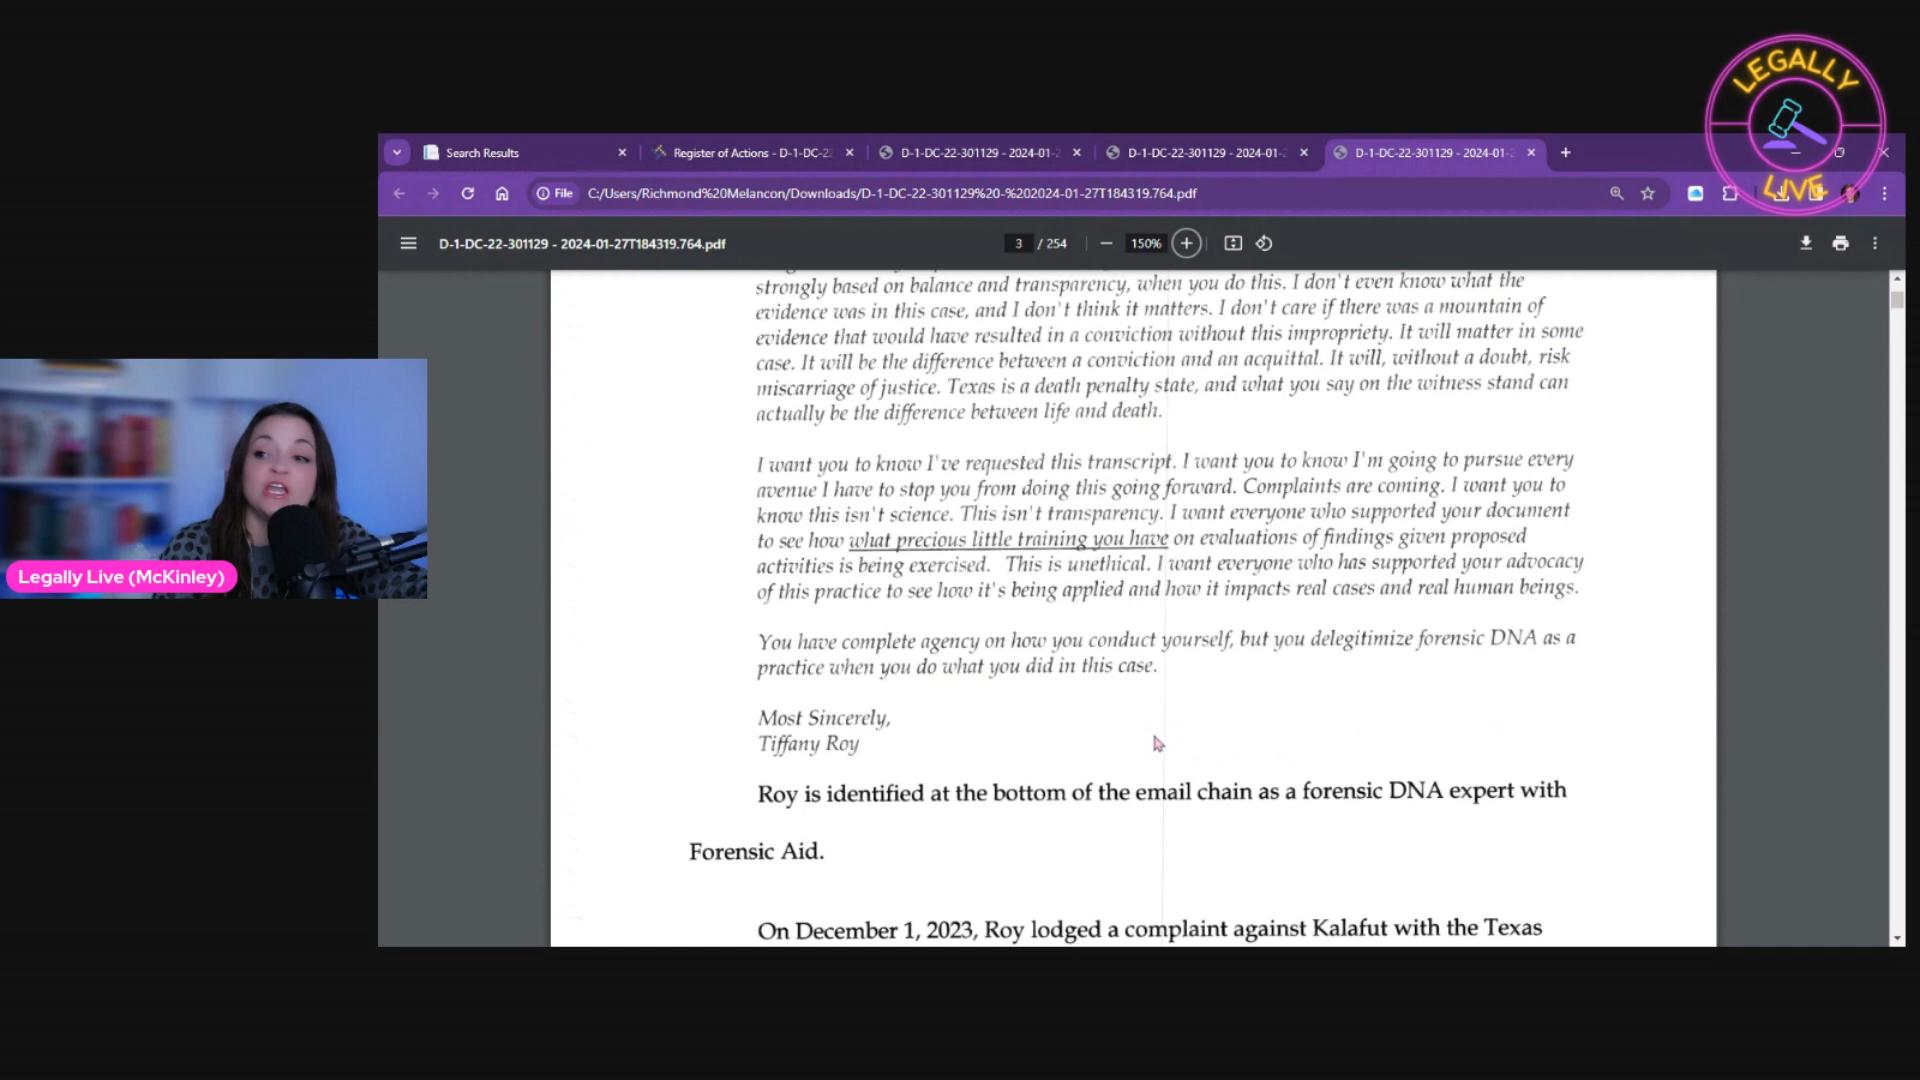 LEGALLY
LIVE
Search Results
Register of Actions - D-1-DC-22
D-1-DC-22-301129 - 2024-01-2
D-1-DC-22-301129 - 2024-01-2
D-1-DC-22-301129 - 2024-01-2
File
C:/Users/Richmond%20Melancon/Downloads/D-1-DC-22-301129%20-%202024-01-27T184319.764.pdf
D-1-DC-22-301129 - 2024-01-27T184319.764.pdf
3 / 254
150%
strongly based on balance and transparency, when you do this. I don't even know what the
evidence was in this case, and I don't think it matters. I don't care if there was a mountain of
evidence that would have resulted in a conviction without this impropriety. It will matter in some
case. It will be the difference between a conviction and an acquittal. It will, without a doubt, risk
miscarriage of justice. Texas is a death penalty state, and what you say on the witness stand can
actually be the difference between life and death.
I want you to know I've requested this transcript. I want you to know I'm going to pursue every
avenue I have to stop you from doing this going forward. Complaints are coming. I want you to
know this isn't science. This isn't transparency. I want everyone who supported your document
to see how what precious little training you have on evaluations of findings given proposed
activities is being exercised. This is unethical. I want everyone who has supported your advocacy
of this practice to see how it's being applied and how it impacts real cases and real human beings.
You have complete agency on how you conduct yourself, but you delegitimize forensic DNA as a
practice when you do what you did in this case.
Most Sincerely,
Tiffany Roy
Roy is identified at the bottom of the email chain as a forensic DNA expert with
Forensic Aid.
On December 1, 2023, Roy lodged a complaint against Kalafut with the Texas
Legally Live (McKinley)